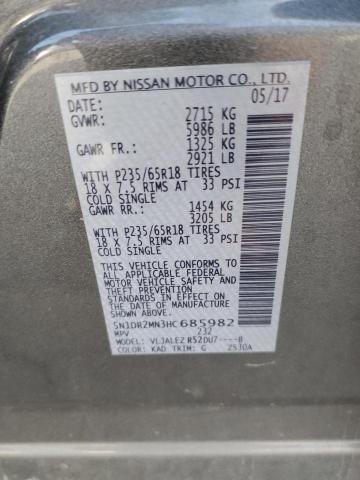 MFD BY NISSAN MOTOR CO., LTD.
DATE: 05/17
GVWR: 2715 KG
5986 LB
GAWR FR.: 1325 KG
2921 LB
WITH P235/65R18 TIRES
18 X 7.5 RIMS AT 33 PSI
COLD SINGLE
GAWR RR.: 1454 KG
3205 LB
WITH P235/65R18 TIRES
18 X 7.5 RIMS AT 33 PSI
COLD SINGLE
THIS VEHICLE CONFORMS TO
ALL APPLICABLE FEDERAL
MOTOR VEHICLE SAFETY
AND THEFT PREVENTION
STANDARDS IN EFFECT ON
THE DATE OF MANUFACTURE
SHOWN ABOVE.
5N1DR2MN3HC685982
MPV 232
MODEL: VLJALEZ R52DU7----B
COLOR: KAD TRIM: G 2530A